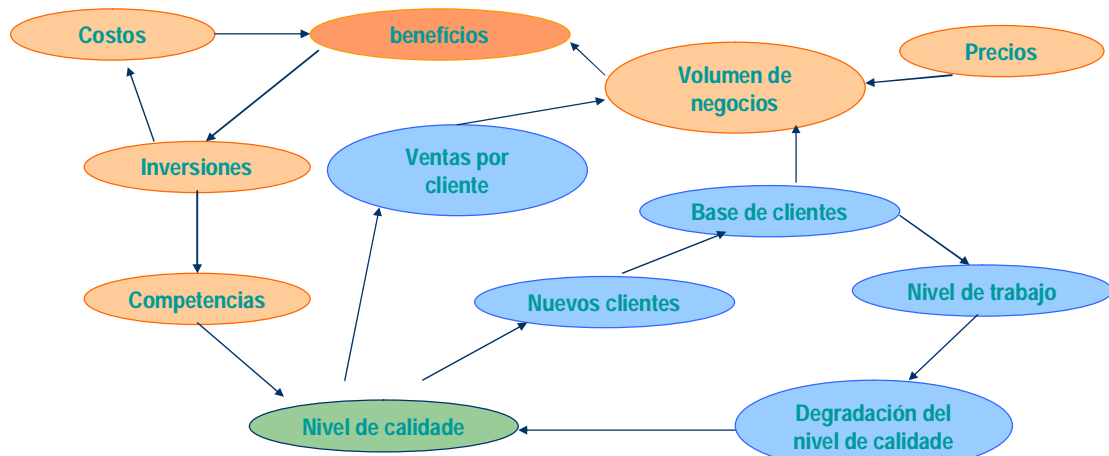 Costos
benefícios
Precios
Volumen de
negocios
Inversiones
Ventas por
cliente
Base de clientes
Competencias
Nuevos clientes
Nivel de trabajo
Nivel de calidade
Degradación del
nivel de calidade